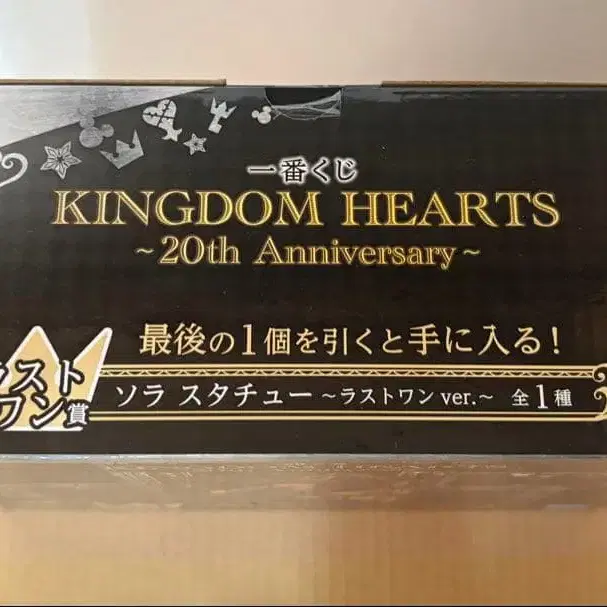 一番くじ
KINGDOM HEARTS
~20th Anniversary~
最後の1個を引くと手に入る!
ラスト
ワン賞
ソラ スタチュー ~ラストワン ver.~ 全1種